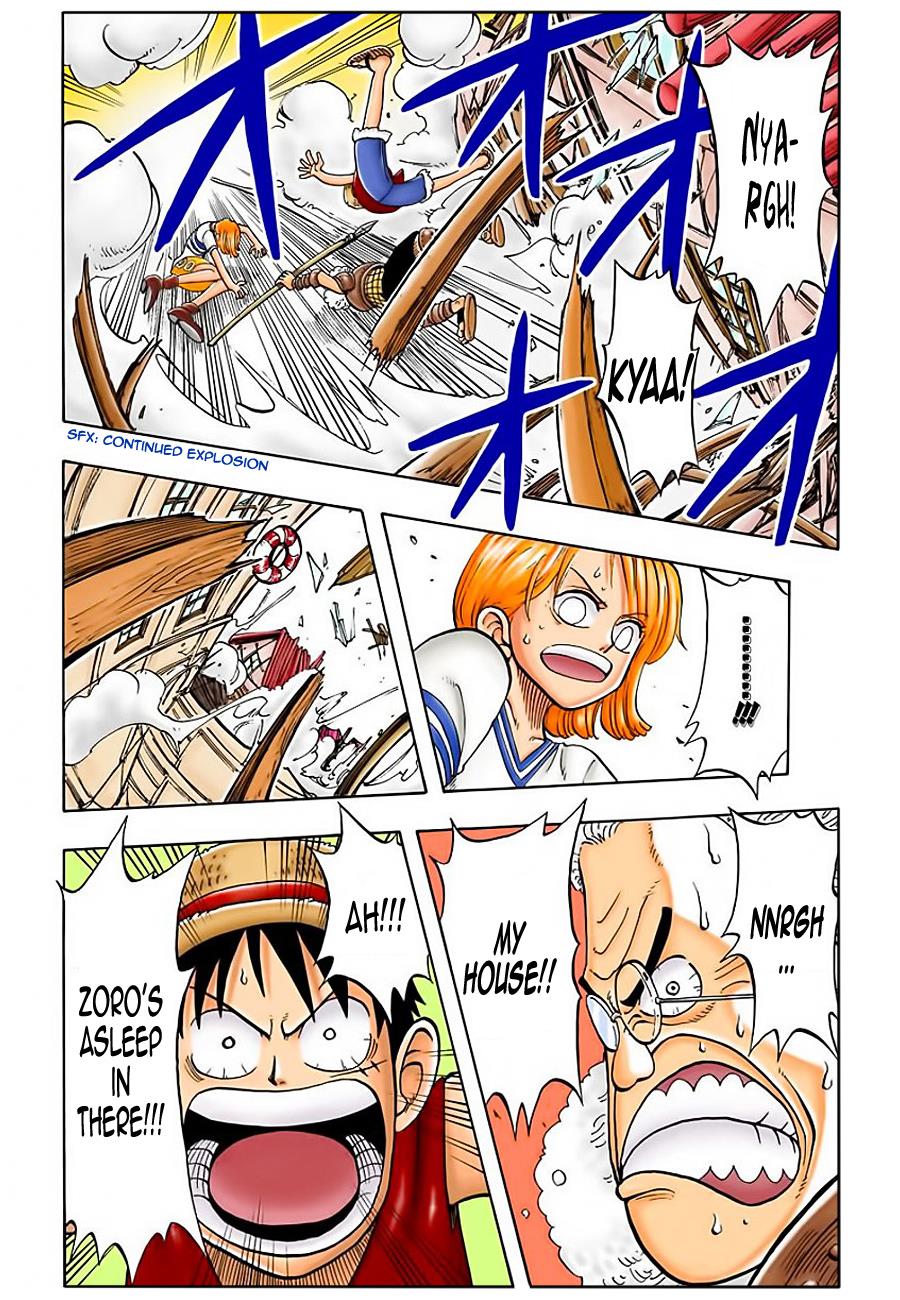 NYA-
RGH!
KYAA!
SFX: CONTINUED EXPLOSION
..........!!!
NNRGH
...
MY
HOUSE!!
AH!!!
ZORO'S
ASLEEP
IN
THERE!!!